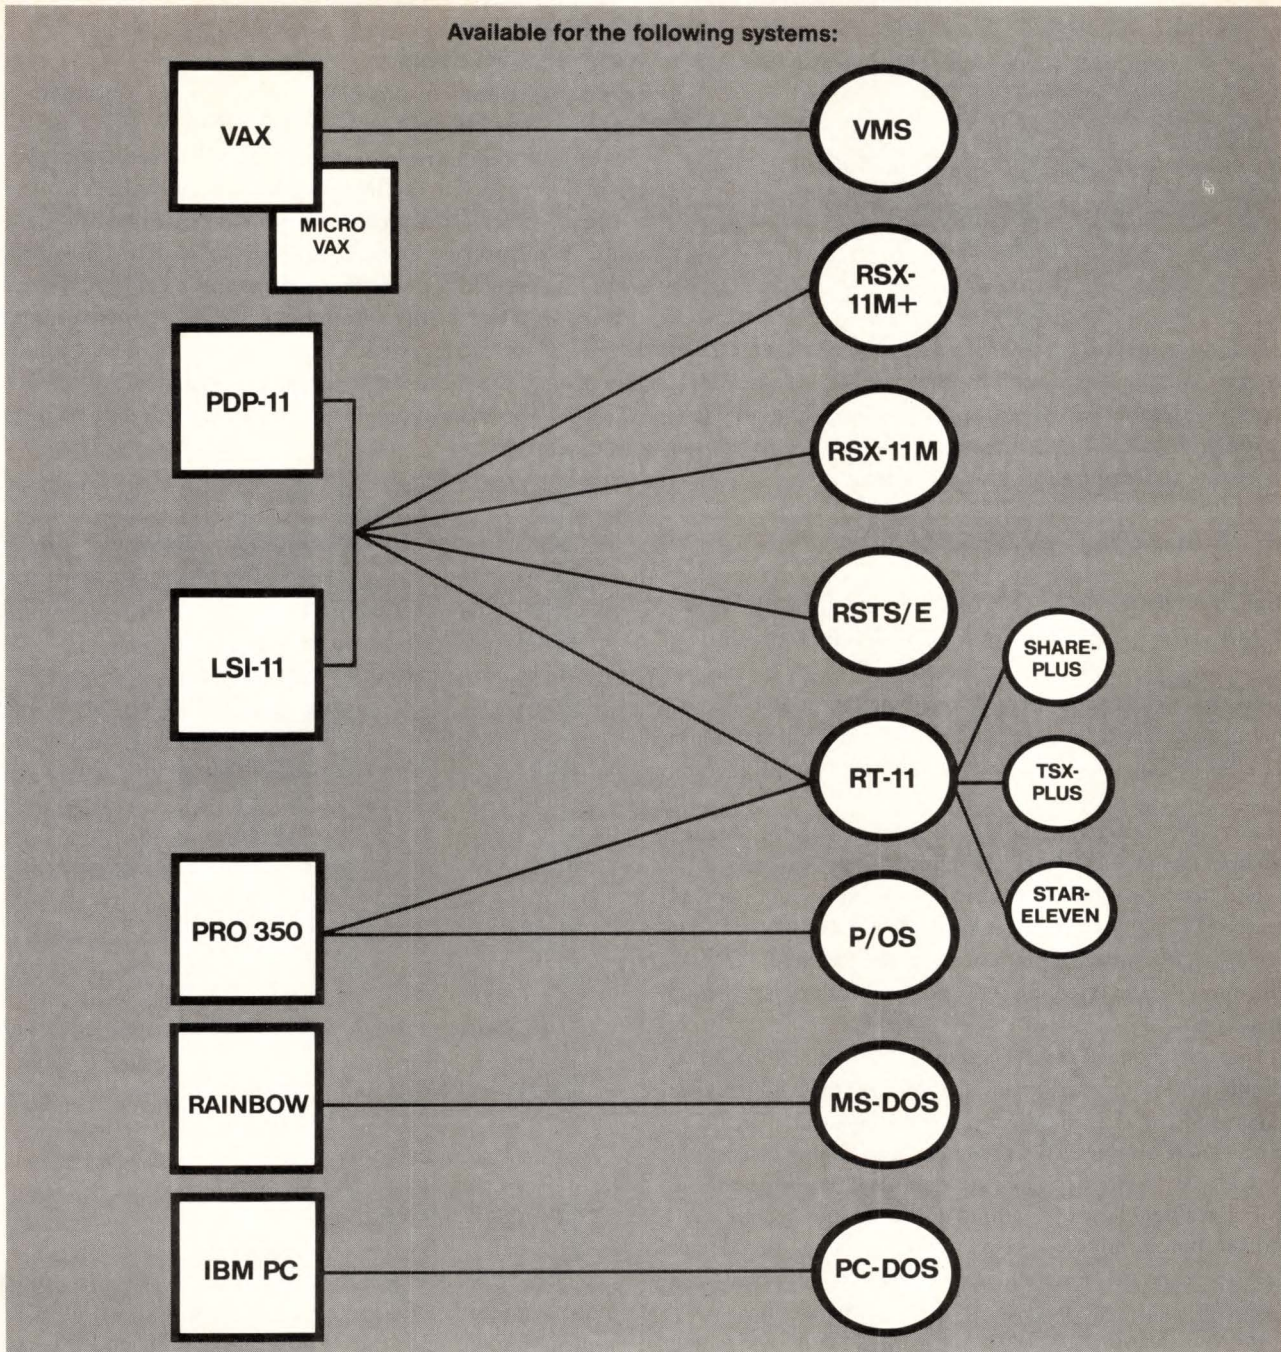 Available for the following systems:
VAX
MICRO
VAX
VMS
RSX-
11M+
PDP-11
RSX-11M
LSI-11
RSTS/E
SHARE-
PLUS
RT-11
TSX-
PLUS
STAR-
ELEVEN
PRO 350
P/OS
RAINBOW
MS-DOS
IBM PC
PC-DOS